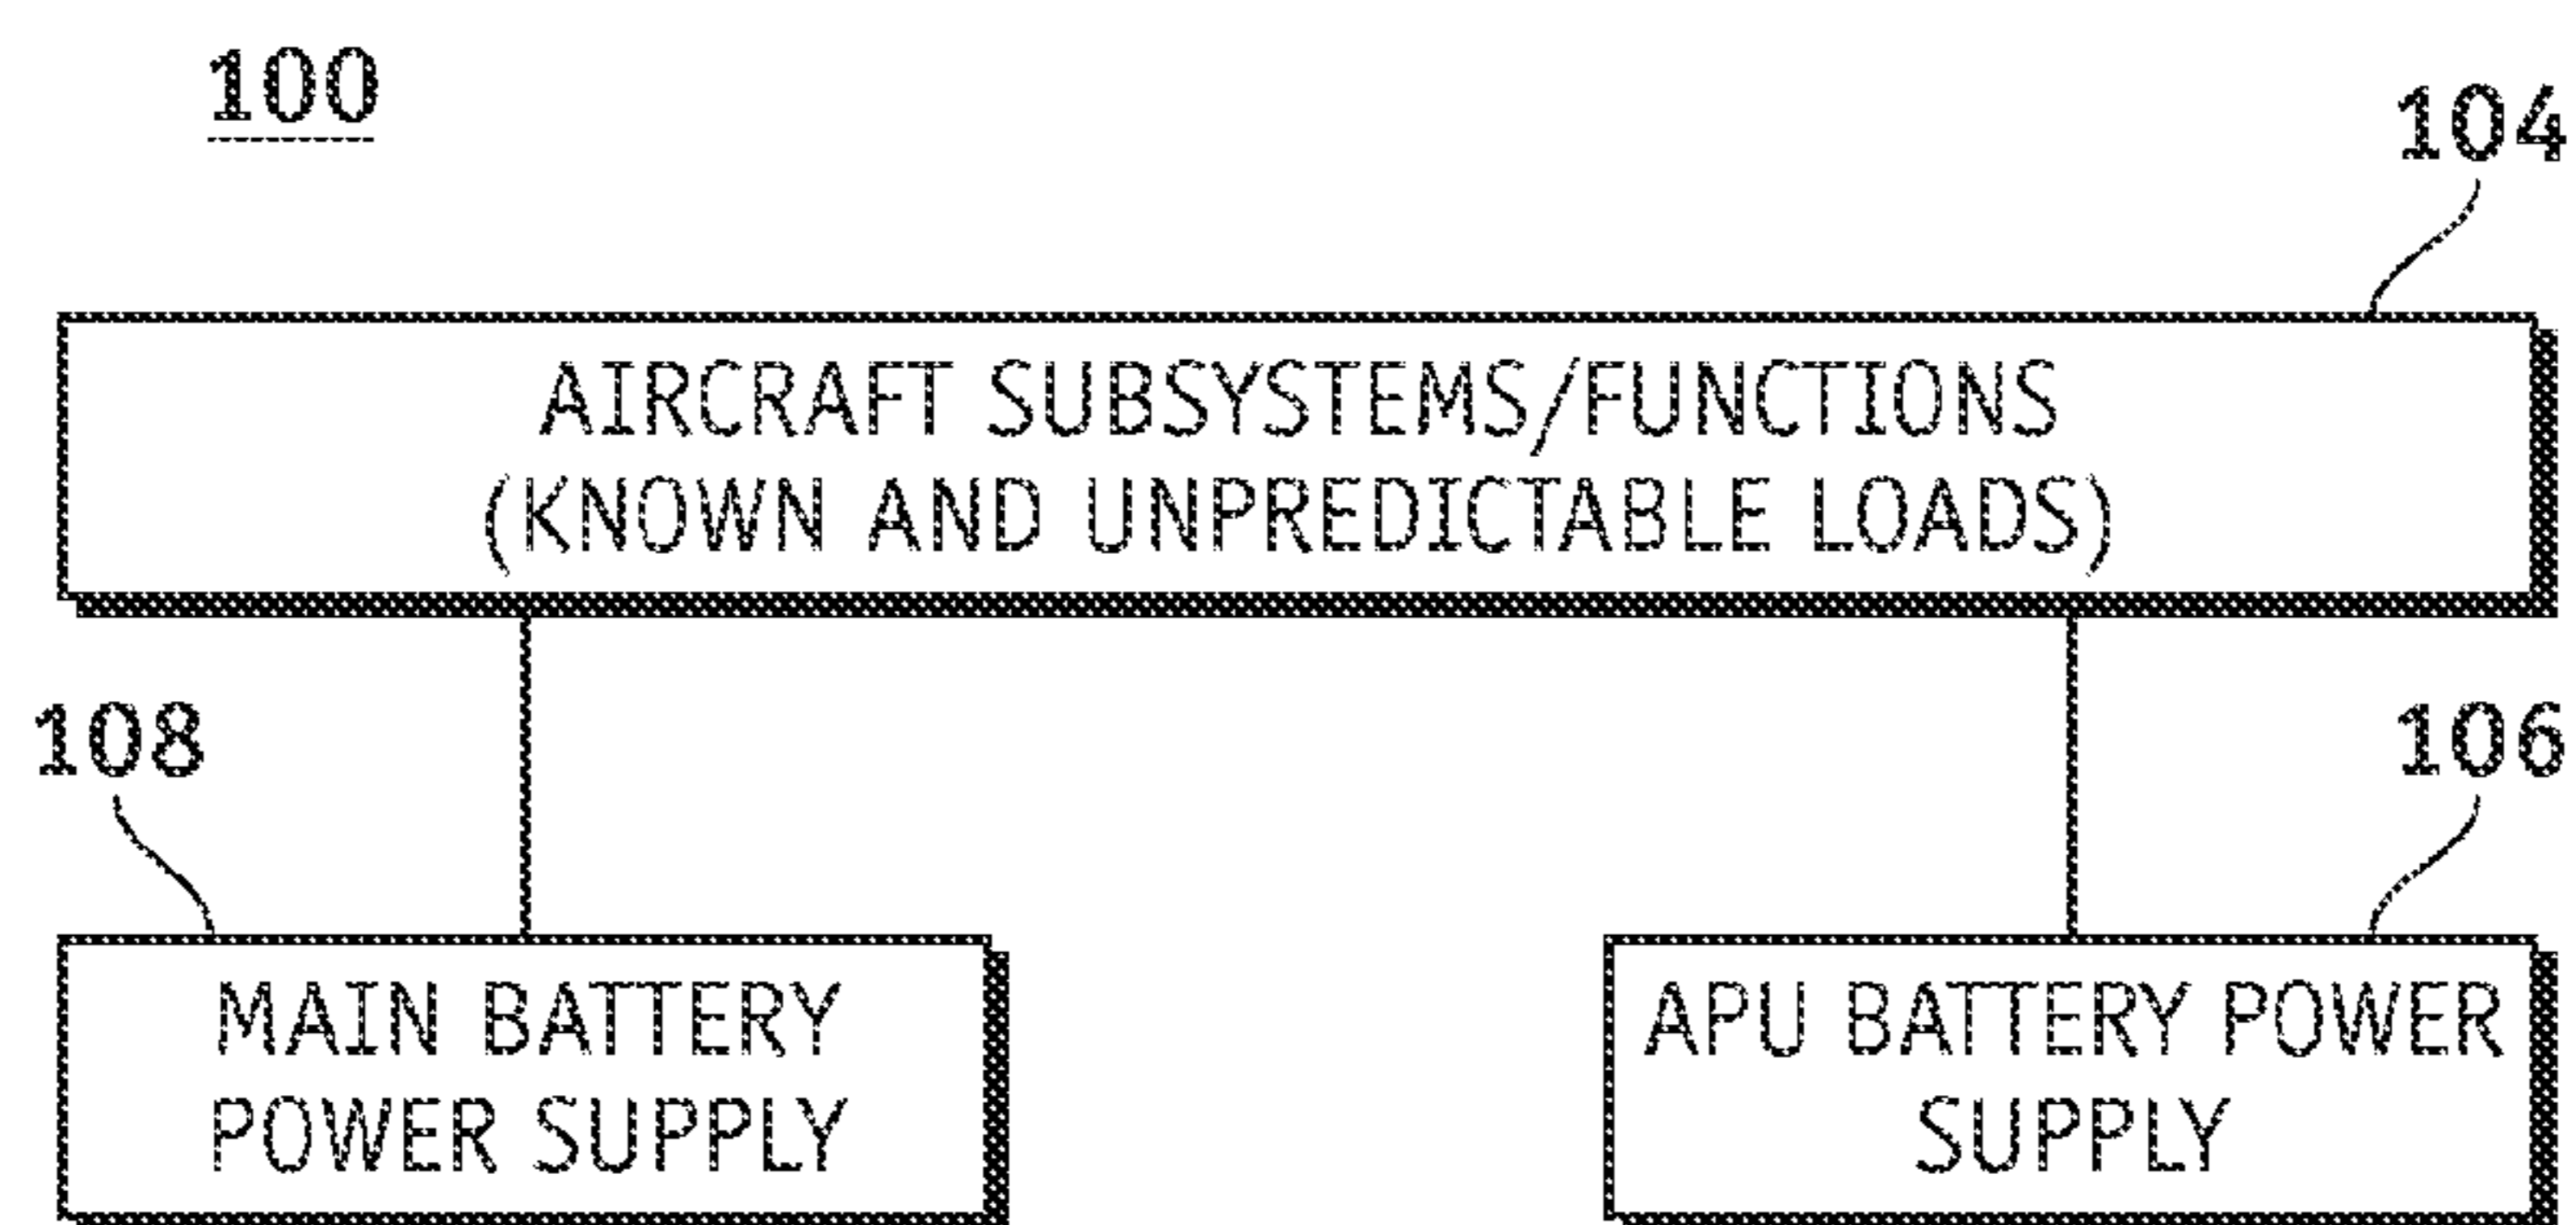 100
104
AIRCRAFT SUBSYSTEMS/FUNCTIONS
(KNOWN AND UNPREDICTABLE LOADS)
108
106
MAIN BATTERY
POWER SUPPLY
APU BATTERY POWER
SUPPLY